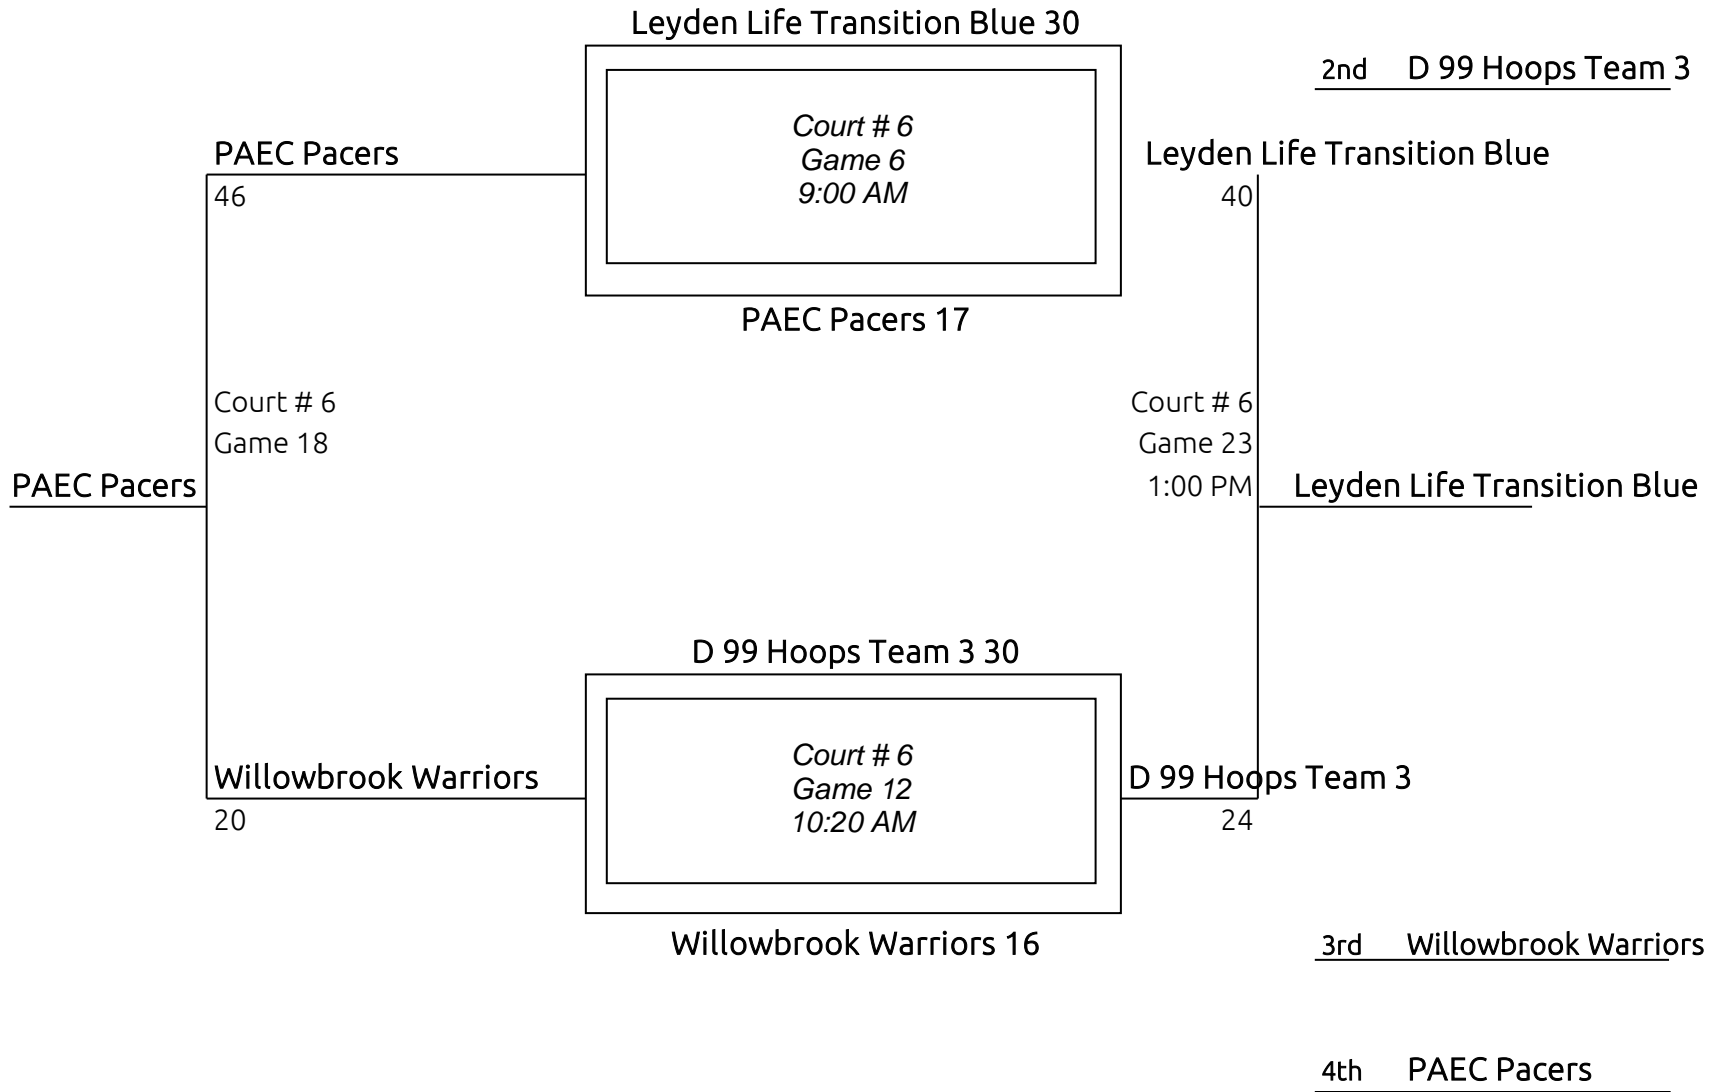 Leyden Life Transition Blue 30
2nd D 99 Hoops Team 3
Court # 6
Game 6
9:00 AM
PAEC Pacers
46
Leyden Life Transition Blue
40
PAEC Pacers 17
Court # 6
Game 18
Court # 6
Game 23
1:00 PM
PAEC Pacers
Leyden Life Transition Blue
D 99 Hoops Team 3 30
Court # 6
Game 12
10:20 AM
Willowbrook Warriors
20
D 99 Hoops Team 3
24
Willowbrook Warriors 16
3rd Willowbrook Warriors
4th PAEC Pacers